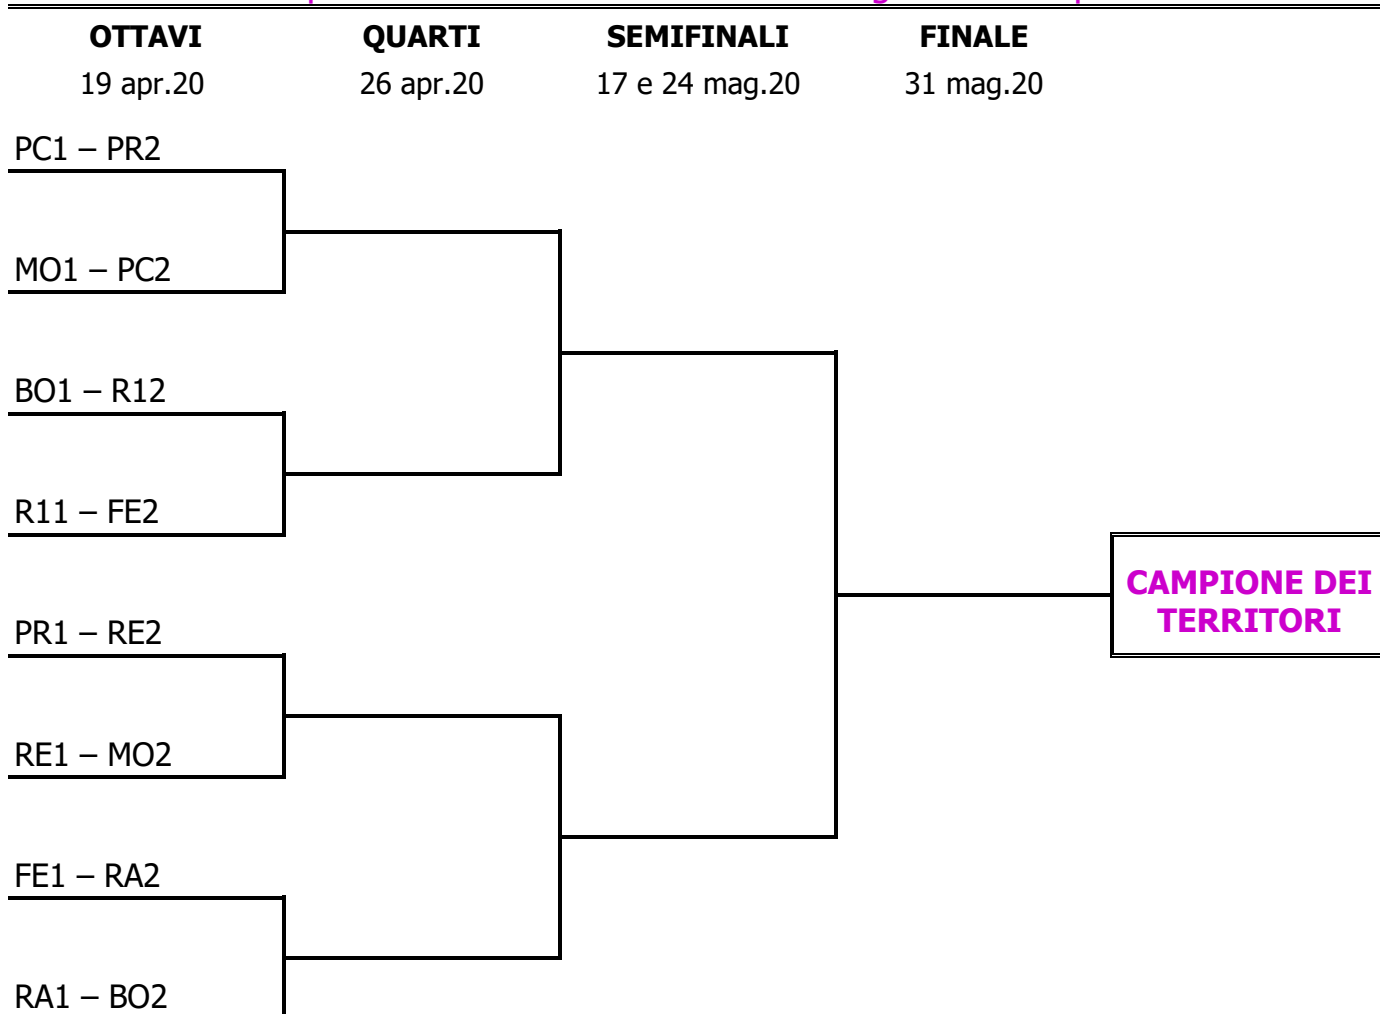 OTTAVI QUARTI SEMIFINALI FINALE
19 apr.20 26 apr.20 17 e 24 mag.20 31 mag.20
PC1 – PR2
MO1 – PC2
BO1 – R12
R11 – FE2
CAMPIONE DEI
TERRITORI
PR1 – RE2
RE1 – MO2
FE1 – RA2
RA1 – BO2